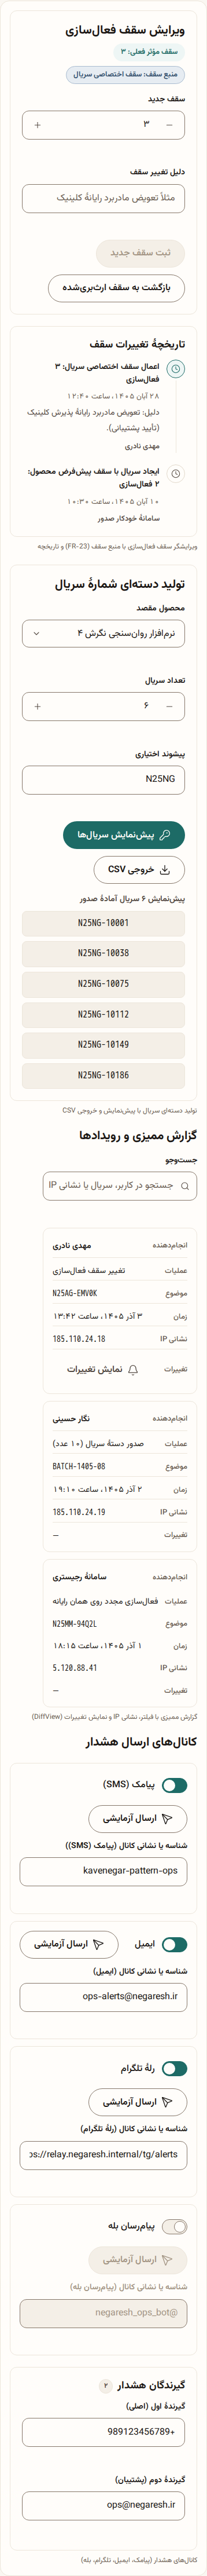 ویرایش سقف فعال‌سازی
سقف مؤثر فعلی: ۳
منبع سقف: سقف اختصاصی سریال
سقف جدید
۳
دلیل تغییر سقف
مثلاً تعویض مادربرد رایانهٔ کلینیک
ثبت سقف جدید
بازگشت به سقف ارث‌بری‌شده
تاریخچهٔ تغییرات سقف
اعمال سقف اختصاصی سریال: ۳
فعال‌سازی
۲۸ آبان ۱۴۰۵، ساعت ۱۲:۴۰
دلیل: تعویض مادربرد رایانهٔ پذیرش کلینیک
(تأیید پشتیبانی).
مهدی نادری
ایجاد سریال با سقف پیش‌فرض محصول:
۲ فعال‌سازی
۱۰ آبان ۱۴۰۵، ساعت ۱۰:۳۰
سامانهٔ خودکار صدور
ویرایشگر سقف فعال‌سازی با منبع سقف (FR-23) و تاریخچه
تولید دسته‌ای شمارهٔ سریال
محصول مقصد
نرم‌افزار روان‌سنجی نگرش ۴
تعداد سریال
۶
پیشوند اختیاری
N25NG
پیش‌نمایش سریال‌ها
خروجی CSV
پیش‌نمایش ۶ سریال آمادهٔ صدور
N25NG-10001
N25NG-10038
N25NG-10075
N25NG-10112
N25NG-10149
N25NG-10186
تولید دسته‌ای سریال با پیش‌نمایش و خروجی CSV
گزارش ممیزی و رویدادها
جست‌وجو
جستجو در کاربر، سریال یا نشانی IP
انجام‌دهنده مهدی نادری
عملیات تغییر سقف فعال‌سازی
موضوع N25AG-EMV0K
زمان ۳ آذر ۱۴۰۵، ساعت ۱۳:۴۲
نشانی IP 185.110.24.18
تغییرات نمایش تغییرات
انجام‌دهنده نگار حسینی
عملیات صدور دستهٔ سریال (۱۰ عدد)
موضوع BATCH-1405-08
زمان ۲ آذر ۱۴۰۵، ساعت ۱۹:۱۰
نشانی IP 185.110.24.19
تغییرات —
انجام‌دهنده سامانهٔ رجیستری
عملیات فعال‌سازی مجدد روی همان رایانه
موضوع N25MM-94Q2L
زمان ۱ آذر ۱۴۰۵، ساعت ۱۸:۱۵
نشانی IP 5.120.88.41
تغییرات —
گزارش ممیزی با فیلتر، نشانی IP و نمایش تغییرات (DiffView)
کانال‌های ارسال هشدار
پیامک (SMS)
ارسال آزمایشی
شناسه یا نشانی کانال (پیامک (SMS))
kavenegar-pattern-ops
ایمیل
ارسال آزمایشی
شناسه یا نشانی کانال (ایمیل)
ops-alerts@negaresh.ir
رلهٔ تلگرام
ارسال آزمایشی
شناسه یا نشانی کانال (رلهٔ تلگرام)
ps://relay.negaresh.internal/tg/alerts
پیام‌رسان بله
ارسال آزمایشی
شناسه یا نشانی کانال (پیام‌رسان بله)
@negaresh_ops_bot
گیرندگان هشدار ۲
گیرندهٔ اول (اصلی)
+989123456789
گیرندهٔ دوم (پشتیبان)
ops@negaresh.ir
کانال‌های هشدار (پیامک، ایمیل، تلگرام، بله)